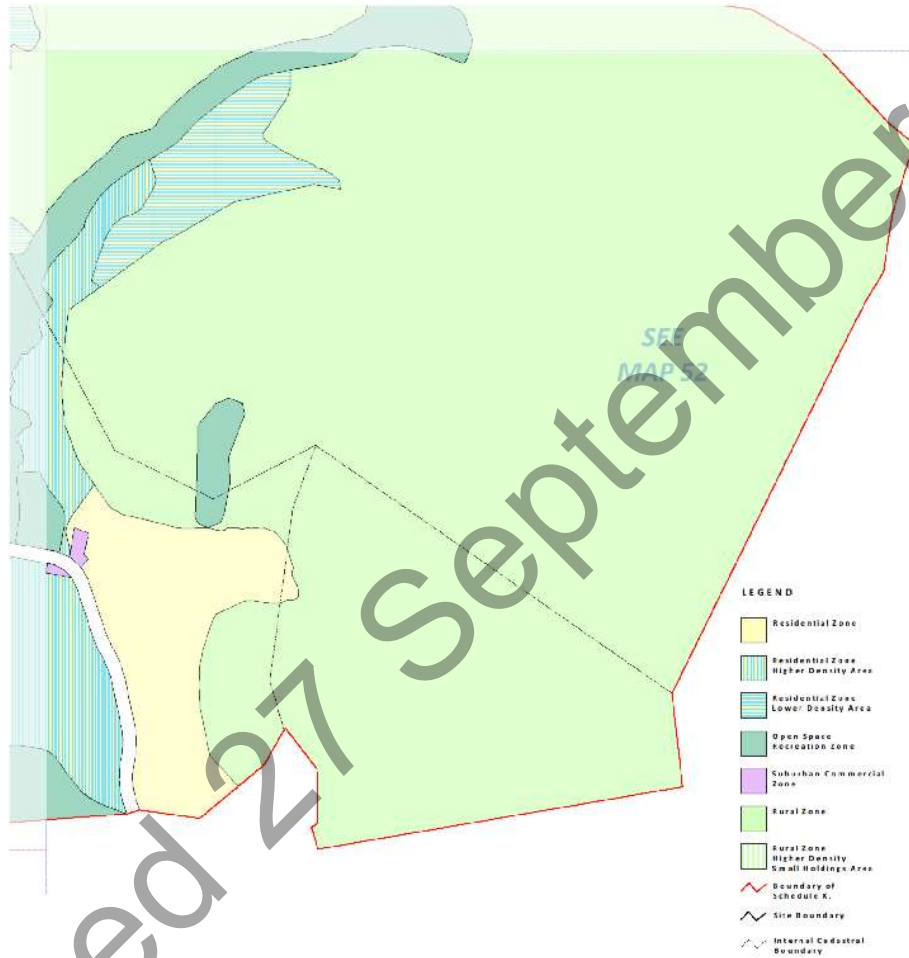 SEE
MAP 52
ed 27 September
LEGEND
Residential Zone
Residential Zone
Higher Density Area
Residential Zone
Lower Density Area
Open Space
Recreation Zone
Suburban Commercial
Zone
Rural Zone
Rural Zone
Higher Density
Small Holdings Area
Boundary of
Schedule X.
Site Boundary
Internal Cadastral
Boundary